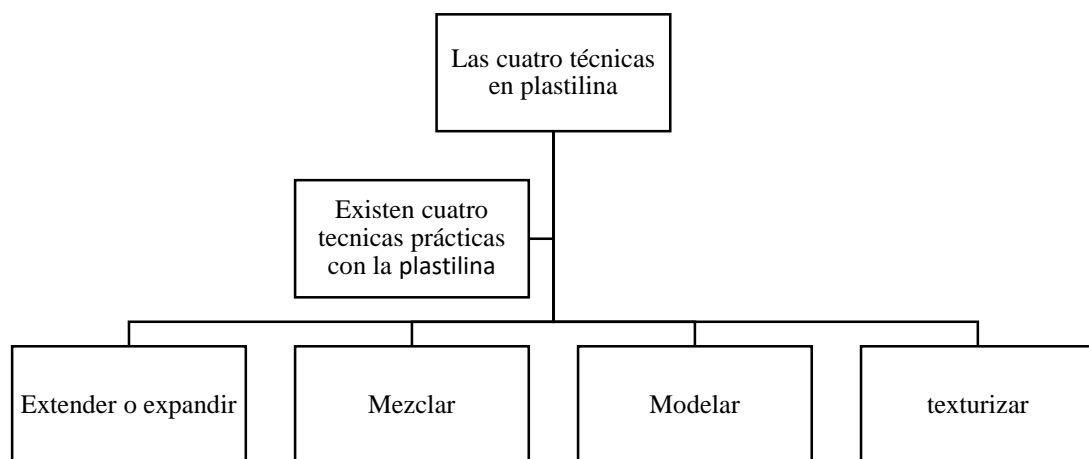 Las cuatro técnicas
en plastilina
Existen cuatro
tecnicas prácticas
con la plastilina
Extender o expandir
Mezclar
Modelar
texturizar